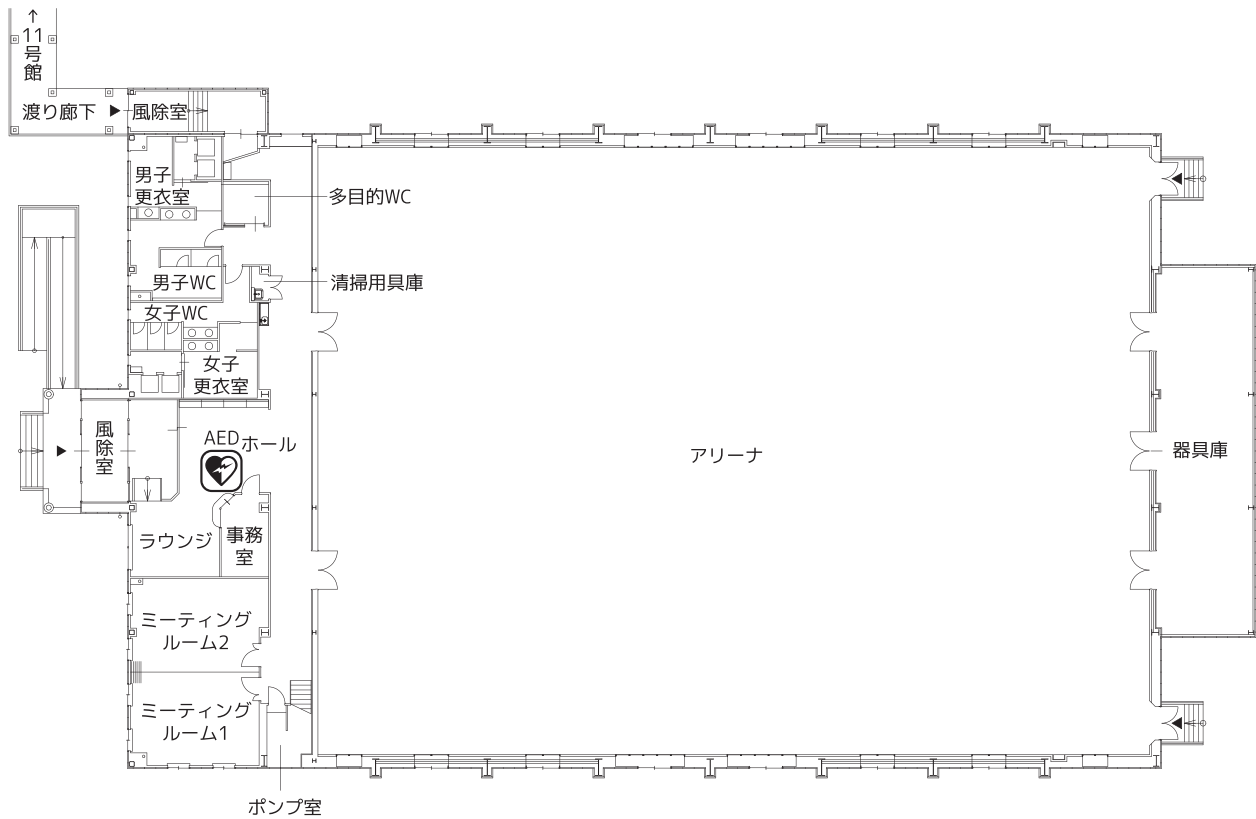 ↑
11
号
館
渡り廊下
風除室
男子
更衣室
多目的WC
男子WC
清掃用具庫
女子WC
女子
更衣室
風
除
室
AED
ホール
アリーナ
器具庫
ラウンジ
事務
室
ミーティング
ルーム2
ミーティング
ルーム1
ポンプ室